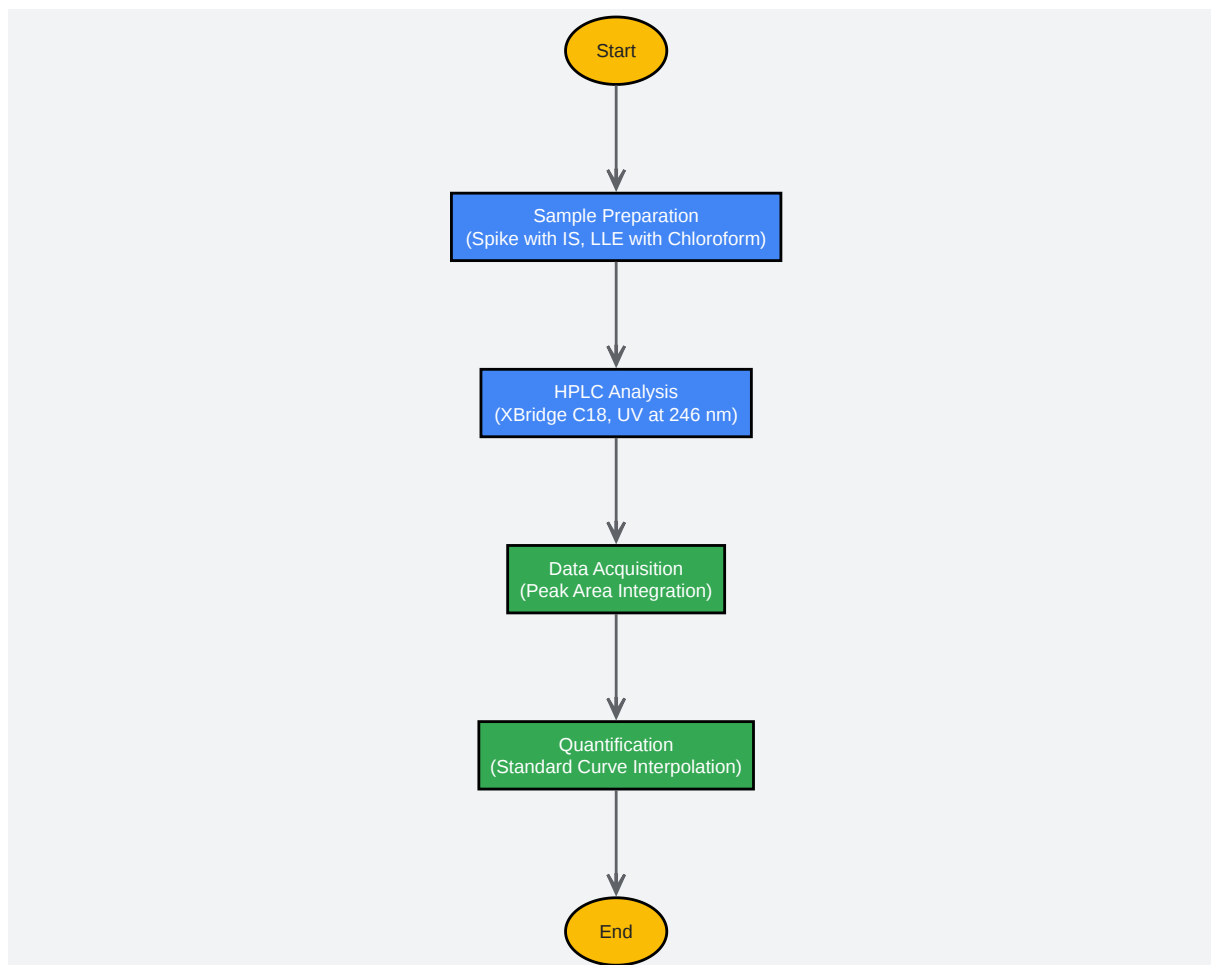 Start
Sample Preparation
(Spike with IS, LLE with Chloroform)
HPLC Analysis
(XBridge C18, UV at 246 nm)
Data Acquisition
(Peak Area Integration)
Quantification
(Standard Curve Interpolation)
End